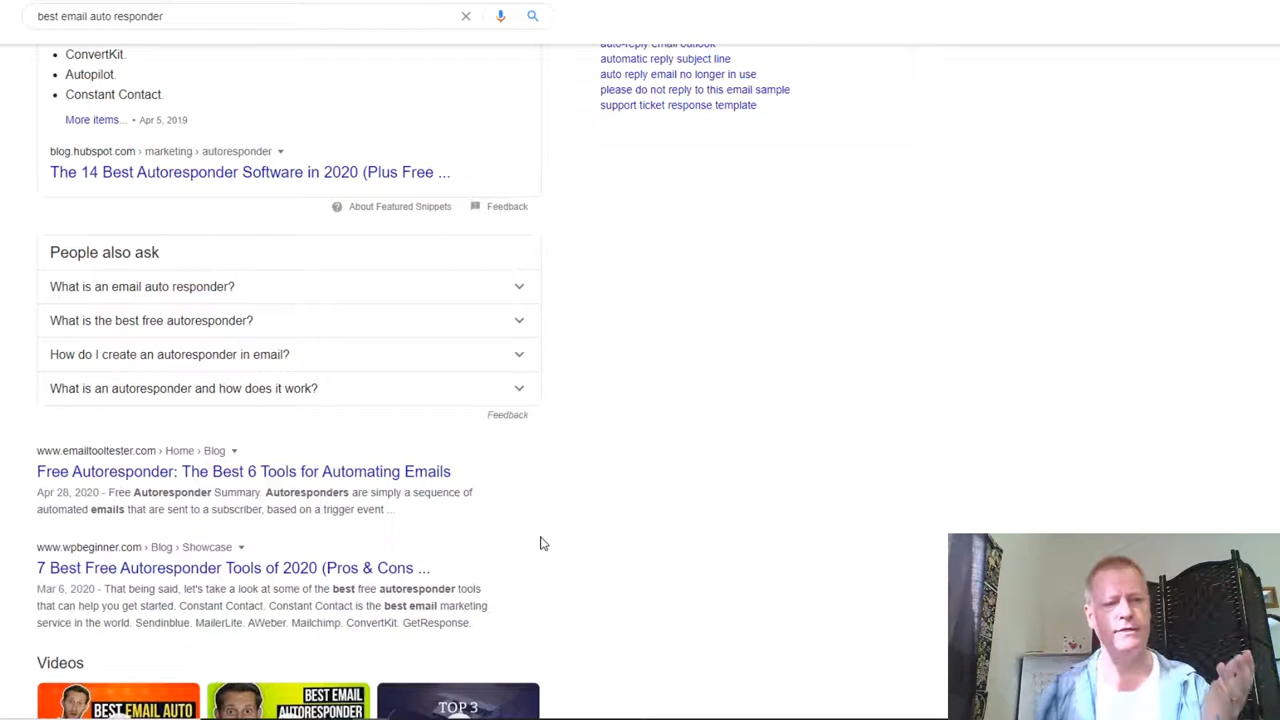 best email auto responder
ConvertKit.
Autopilot.
Constant Contact.
More items... • Apr 5, 2019
blog.hubspot.com › marketing › autoresponder
The 14 Best Autoresponder Software in 2020 (Plus Free ...
About Featured Snippets Feedback
auto-reply email outlook
automatic reply subject line
auto reply email no longer in use
please do not reply to this email sample
support ticket response template
People also ask
What is an email auto responder?
What is the best free autoresponder?
How do I create an autoresponder in email?
What is an autoresponder and how does it work?
Feedback
www.emailtooltester.com › Home › Blog
Free Autoresponder: The Best 6 Tools for Automating Emails
Apr 28, 2020 - Free Autoresponder Summary. Autoresponders are simply a sequence of
automated emails that are sent to a subscriber, based on a trigger event ...
www.wpbeginner.com › Blog › Showcase
7 Best Free Autoresponder Tools of 2020 (Pros & Cons ...
Mar 6, 2020 - That being said, let's take a look at some of the best free autoresponder tools
that can help you get started. Constant Contact. Constant Contact is the best email marketing
service in the world. Sendinblue. MailerLite. AWeber. Mailchimp. ConvertKit. GetResponse.
Videos
BEST EMAIL AUTO
BEST EMAIL
AUTORESPONDER
TOP 3